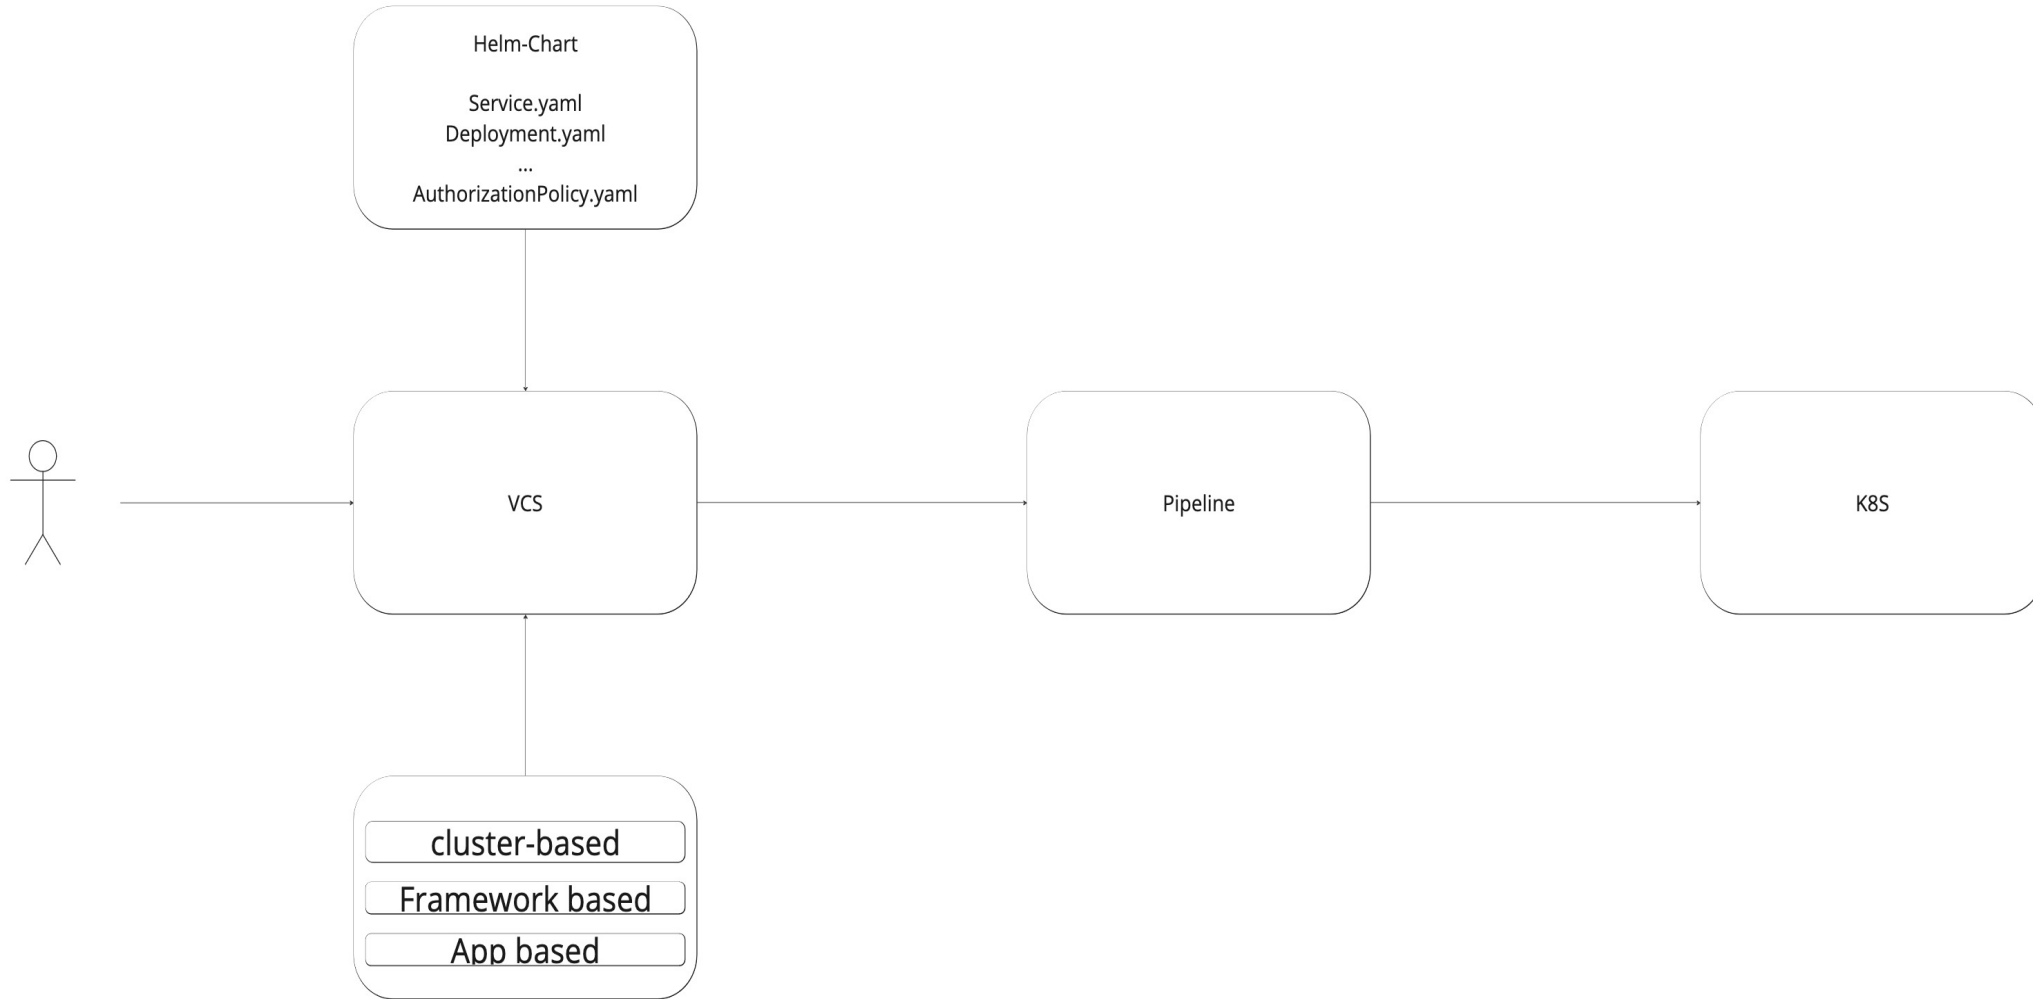 Helm-Chart
Service.yaml
Deployment.yaml
...
AuthorizationPolicy.yaml
VCS
Pipeline
K8S
cluster-based
Framework based
App based